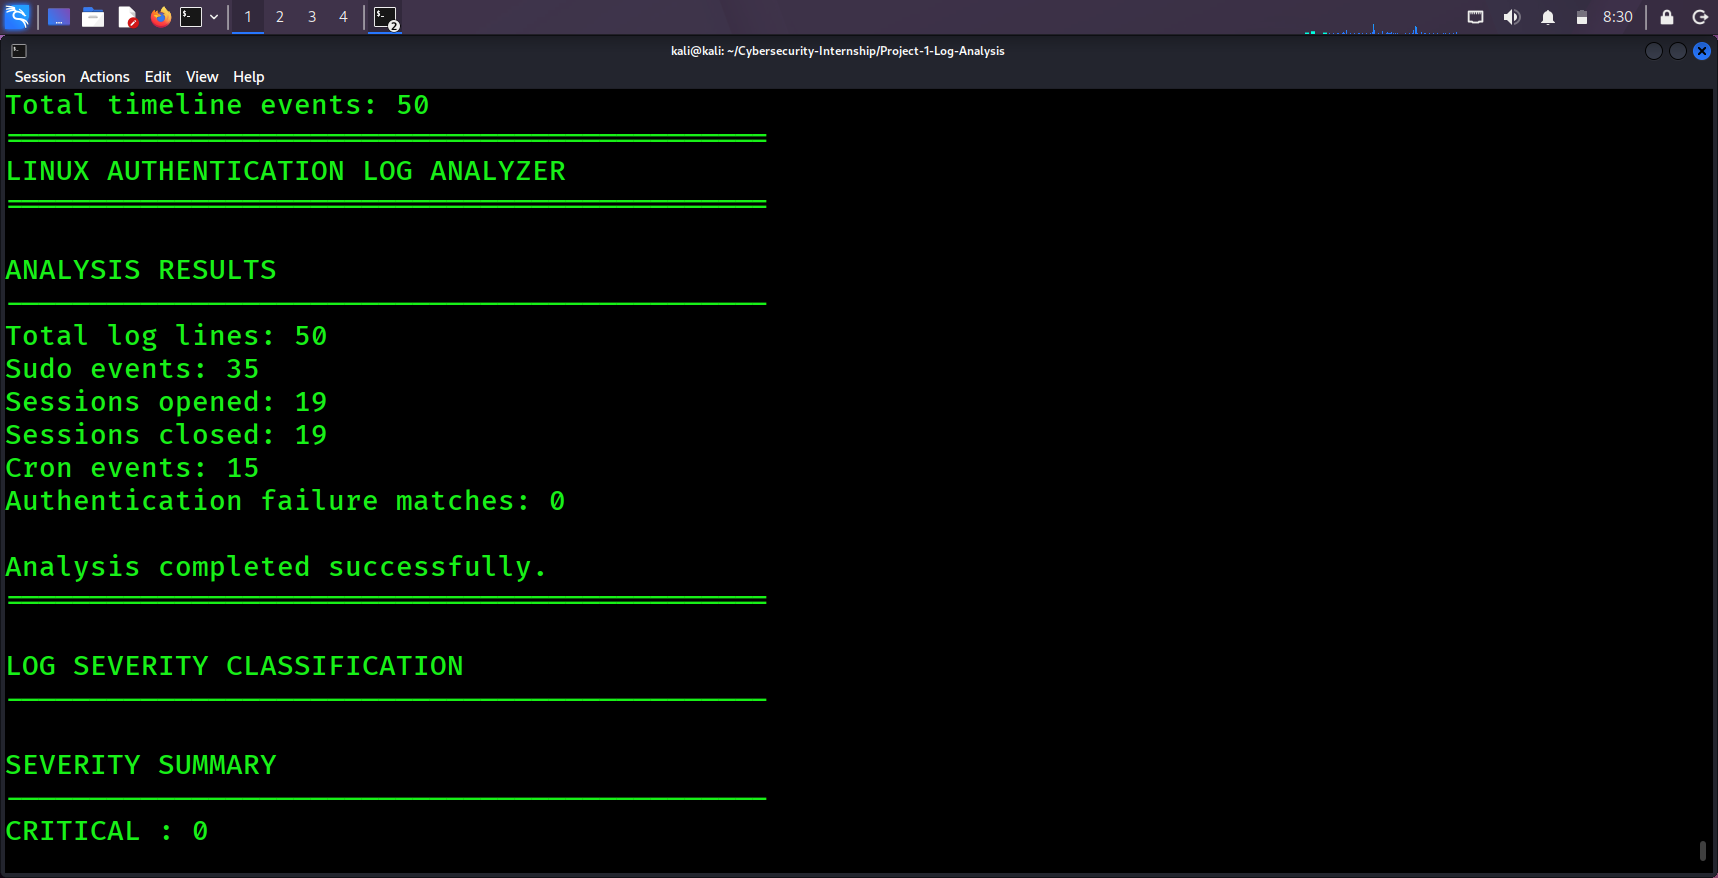 1 2 3 4 2 8:30
kali@kali: ~/Cybersecurity-Internship/Project-1-Log-Analysis
Session Actions Edit View Help
Total timeline events: 50
============================================================
LINUX AUTHENTICATION LOG ANALYZER
============================================================
ANALYSIS RESULTS
------------------------------------------------------------
Total log lines: 50
Sudo events: 35
Sessions opened: 19
Sessions closed: 19
Cron events: 15
Authentication failure matches: 0
Analysis completed successfully.
============================================================
LOG SEVERITY CLASSIFICATION
------------------------------------------------------------
SEVERITY SUMMARY
------------------------------------------------------------
CRITICAL : 0